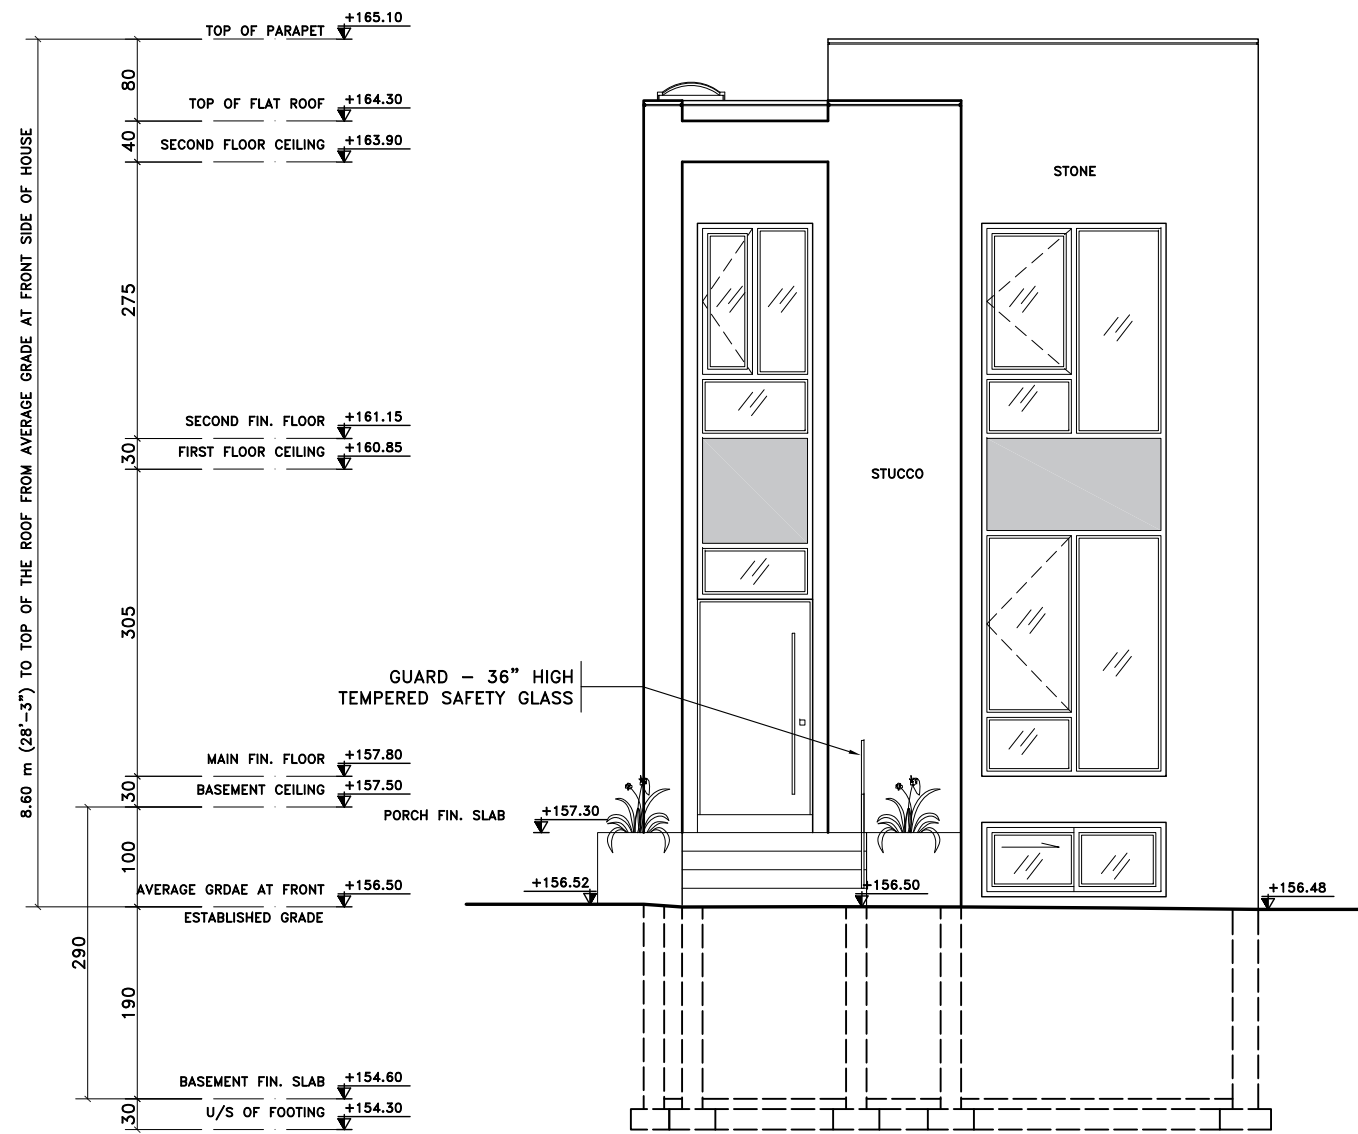 TOP OF PARAPET +165.10
80
TOP OF FLAT ROOF +164.30
40
SECOND FLOOR CEILING +163.90
STONE
275
SECOND FIN. FLOOR +161.15
30
FIRST FLOOR CEILING +160.85
STUCCO
8.60 m (28'-3") TO TOP OF THE ROOF FROM AVERAGE GRADE AT FRONT SIDE OF HOUSE
305
GUARD – 36” HIGH
TEMPERED SAFETY GLASS
MAIN FIN. FLOOR +157.80
30
BASEMENT CEILING +157.50
PORCH FIN. SLAB +157.30
100
AVERAGE GRDAE AT FRONT +156.50
+156.52
+156.50
+156.48
ESTABLISHED GRADE
290
190
BASEMENT FIN. SLAB +154.60
30
U/S OF FOOTING +154.30